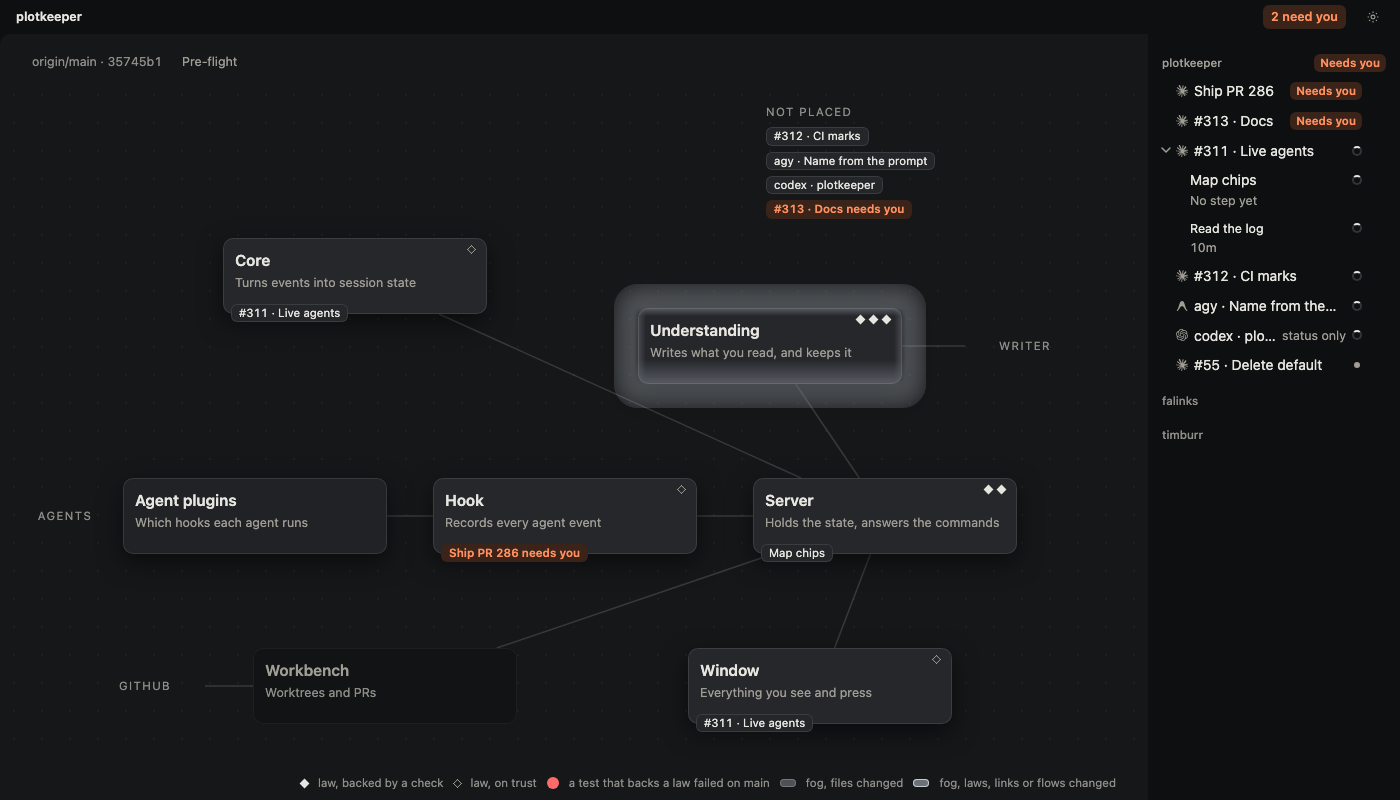 plotkeeper
2 need you
origin/main · 35745b1 Pre-flight
NOT PLACED
#312 · CI marks
agy · Name from the prompt
codex · plotkeeper
#313 · Docs needs you
Core
Turns events into session state
#311 · Live agents
Understanding
Writes what you read, and keeps it
WRITER
AGENTS
Agent plugins
Which hooks each agent runs
Hook
Records every agent event
Ship PR 286 needs you
Server
Holds the state, answers the commands
Map chips
GITHUB
Workbench
Worktrees and PRs
Window
Everything you see and press
#311 · Live agents
law, backed by a check
law, on trust
a test that backs a law failed on main
fog, files changed
fog, laws, links or flows changed
plotkeeper Needs you
Ship PR 286 Needs you
#313 · Docs Needs you
#311 · Live agents
Map chips
No step yet
Read the log
10m
#312 · CI marks
agy · Name from the...
codex · plo... status only
#55 · Delete default
falinks
timburr